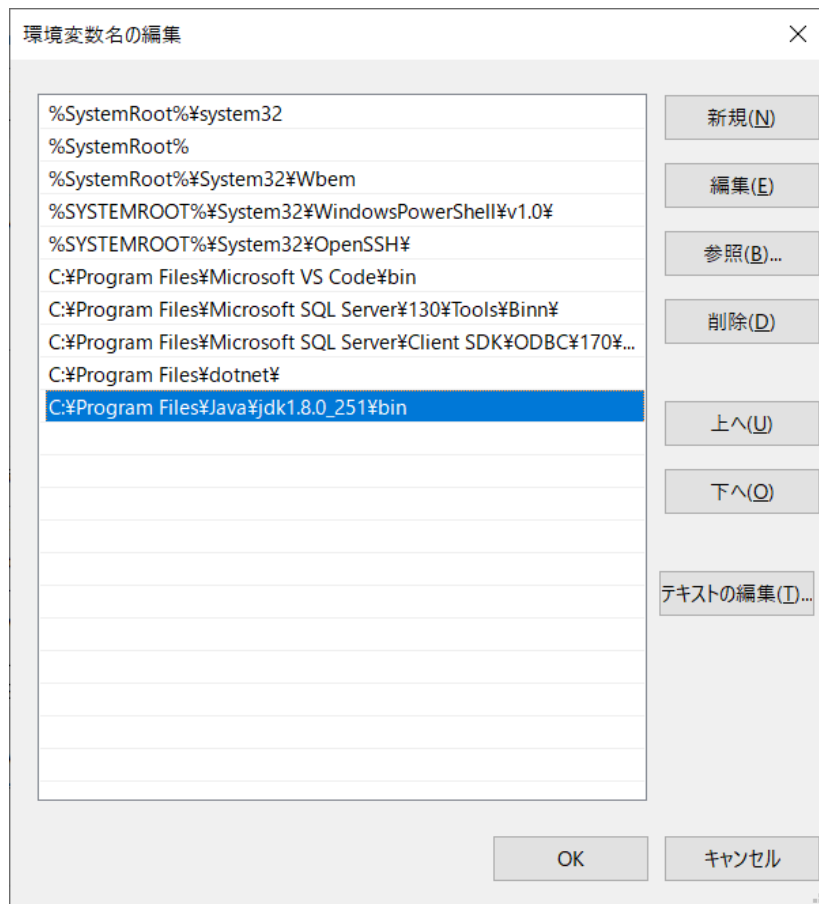 環境変数名の編集
%SystemRoot%¥system32
%SystemRoot%
%SystemRoot%¥System32¥Wbem
%SYSTEMROOT%¥System32¥WindowsPowerShell¥v1.0¥
%SYSTEMROOT%¥System32¥OpenSSH¥
C:¥Program Files¥Microsoft VS Code¥bin
C:¥Program Files¥Microsoft SQL Server¥130¥Tools¥Binn¥
C:¥Program Files¥Microsoft SQL Server¥Client SDK¥ODBC¥170¥...
C:¥Program Files¥dotnet¥
C:¥Program Files¥Java¥jdk1.8.0_251¥bin
新規(N)
編集(E)
参照(B)...
削除(D)
上へ(U)
下へ(O)
テキストの編集(T)...
OK
キャンセル